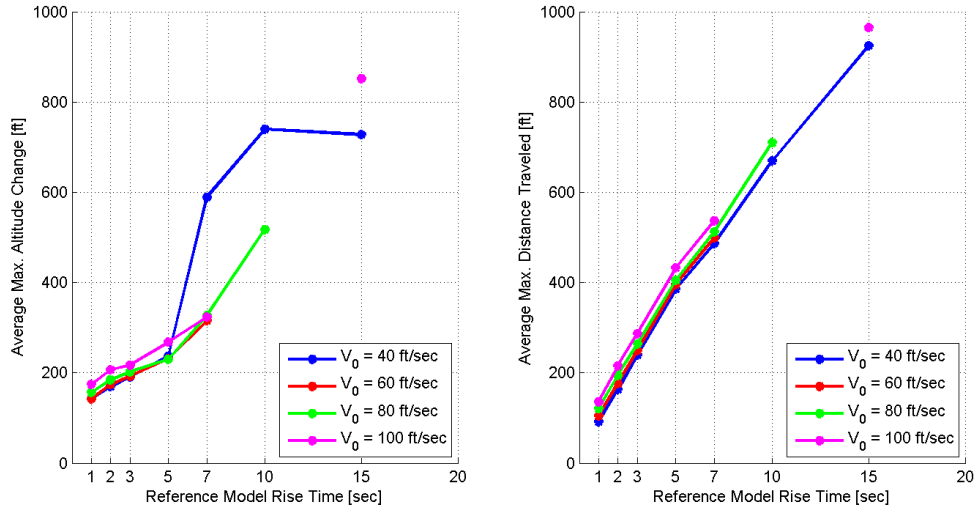 1000
800
600
400
200
0
Average Max. Altitude Change [ft]
V0 = 40 ft/sec
V0 = 60 ft/sec
V0 = 80 ft/sec
V0 = 100 ft/sec
1 2 3 5 7 10 15 20
Reference Model Rise Time [sec]
1000
800
600
400
200
0
Average Max. Distance Traveled [ft]
V0 = 40 ft/sec
V0 = 60 ft/sec
V0 = 80 ft/sec
V0 = 100 ft/sec
1 2 3 5 7 10 15 20
Reference Model Rise Time [sec]